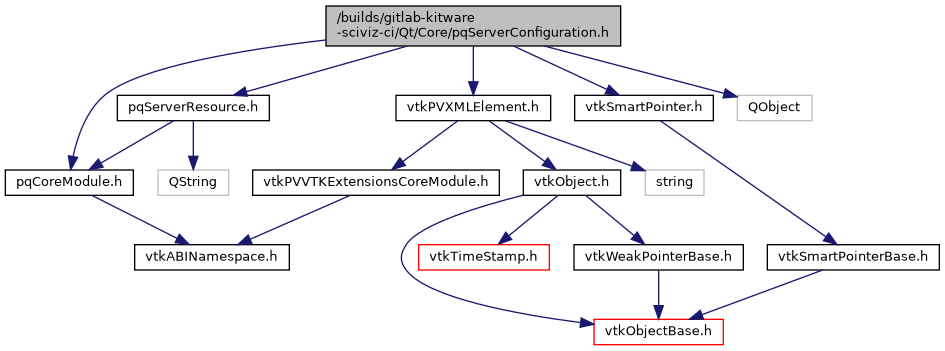 /builds/gitlab-kitware
-sciviz-ci/Qt/Core/pqServerConfiguration.h
pqServerResource.h
vtkPVXMLElement.h
vtkSmartPointer.h
QObject
pqCoreModule.h
QString
vtkPVVTKExtensionsCoreModule.h
vtkObject.h
string
vtkABINamespace.h
vtkTimeStamp.h
vtkWeakPointerBase.h
vtkSmartPointerBase.h
vtkObjectBase.h